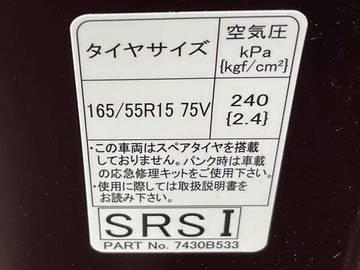 タイヤサイズ
空気圧
kPa
{kgf/cm²}
165/55R15 75V
240
{2.4}
・この車両はスペアタイヤを搭載
しておりません。パンク時は車載
の応急修理キットをご使用ください。
・使用に際しては取扱説明書を
お読みください。
SRS I
PART No. 7430B533